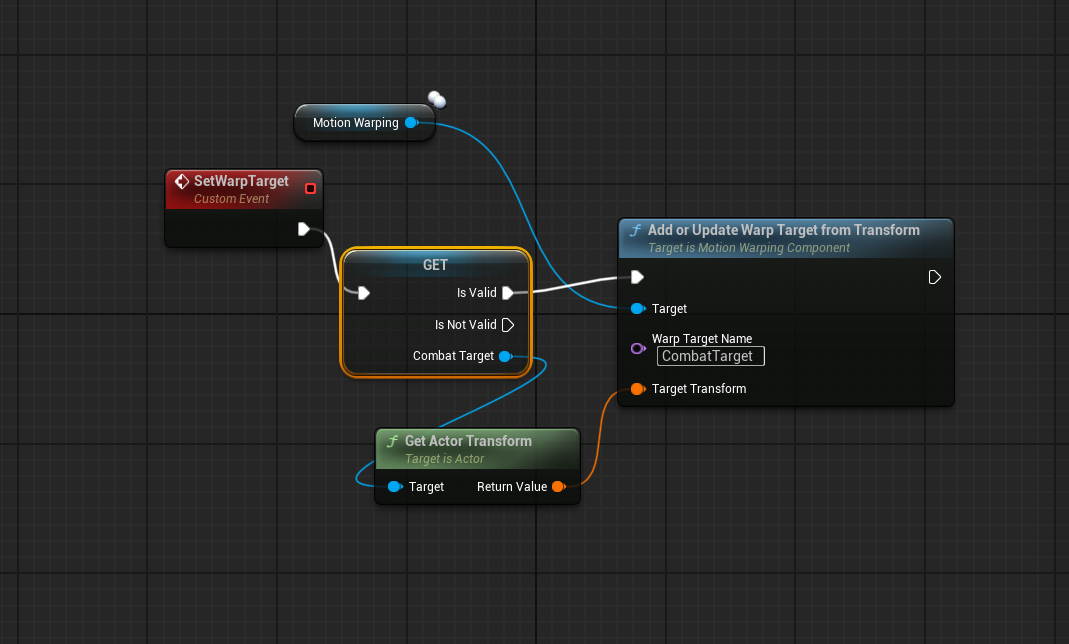 Motion Warping
SetWarpTarget
Custom Event
GET
Is Valid
Is Not Valid
Combat Target
Add or Update Warp Target from Transform
Target is Motion Warping Component
Target
Warp Target Name
CombatTarget
Target Transform
Get Actor Transform
Target is Actor
Target
Return Value